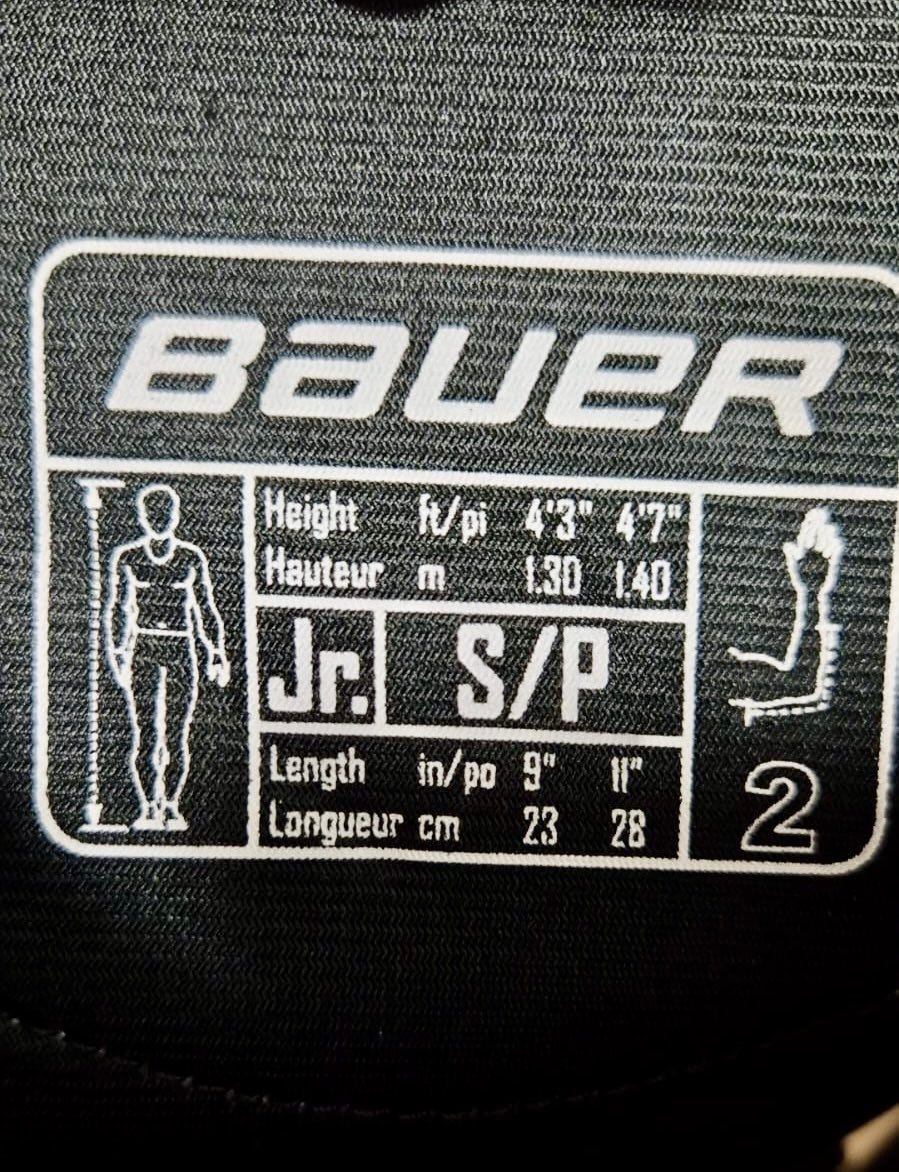 BAUER
Height ft/pi 4'3" 4'7"
Hauteur m 1.30 1.40
Jr. S/P
Length in/po 9" 11"
Longueur cm 23 28
2